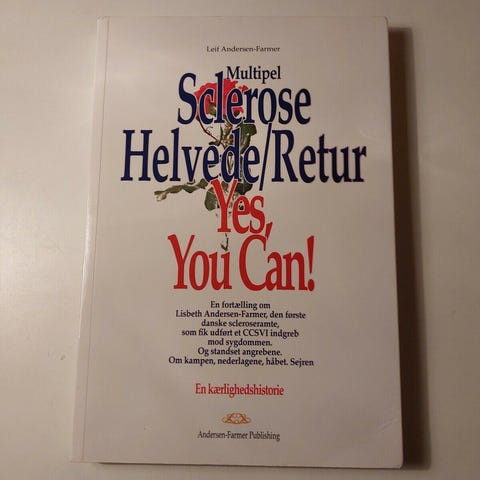 Leif Andersen-Farmer
Multipel
Sclerose
Helvede/Retur
Yes,
You Can!
En fortælling om
Lisbeth Andersen-Farmer, den første
danske scleroseramte,
som fik udført et CCSVI indgreb
mod sygdommen.
Og standset angrebene.
Om kampen, nederlagene, håbet. Sejren
En kærlighedshistorie
Andersen-Farmer Publishing